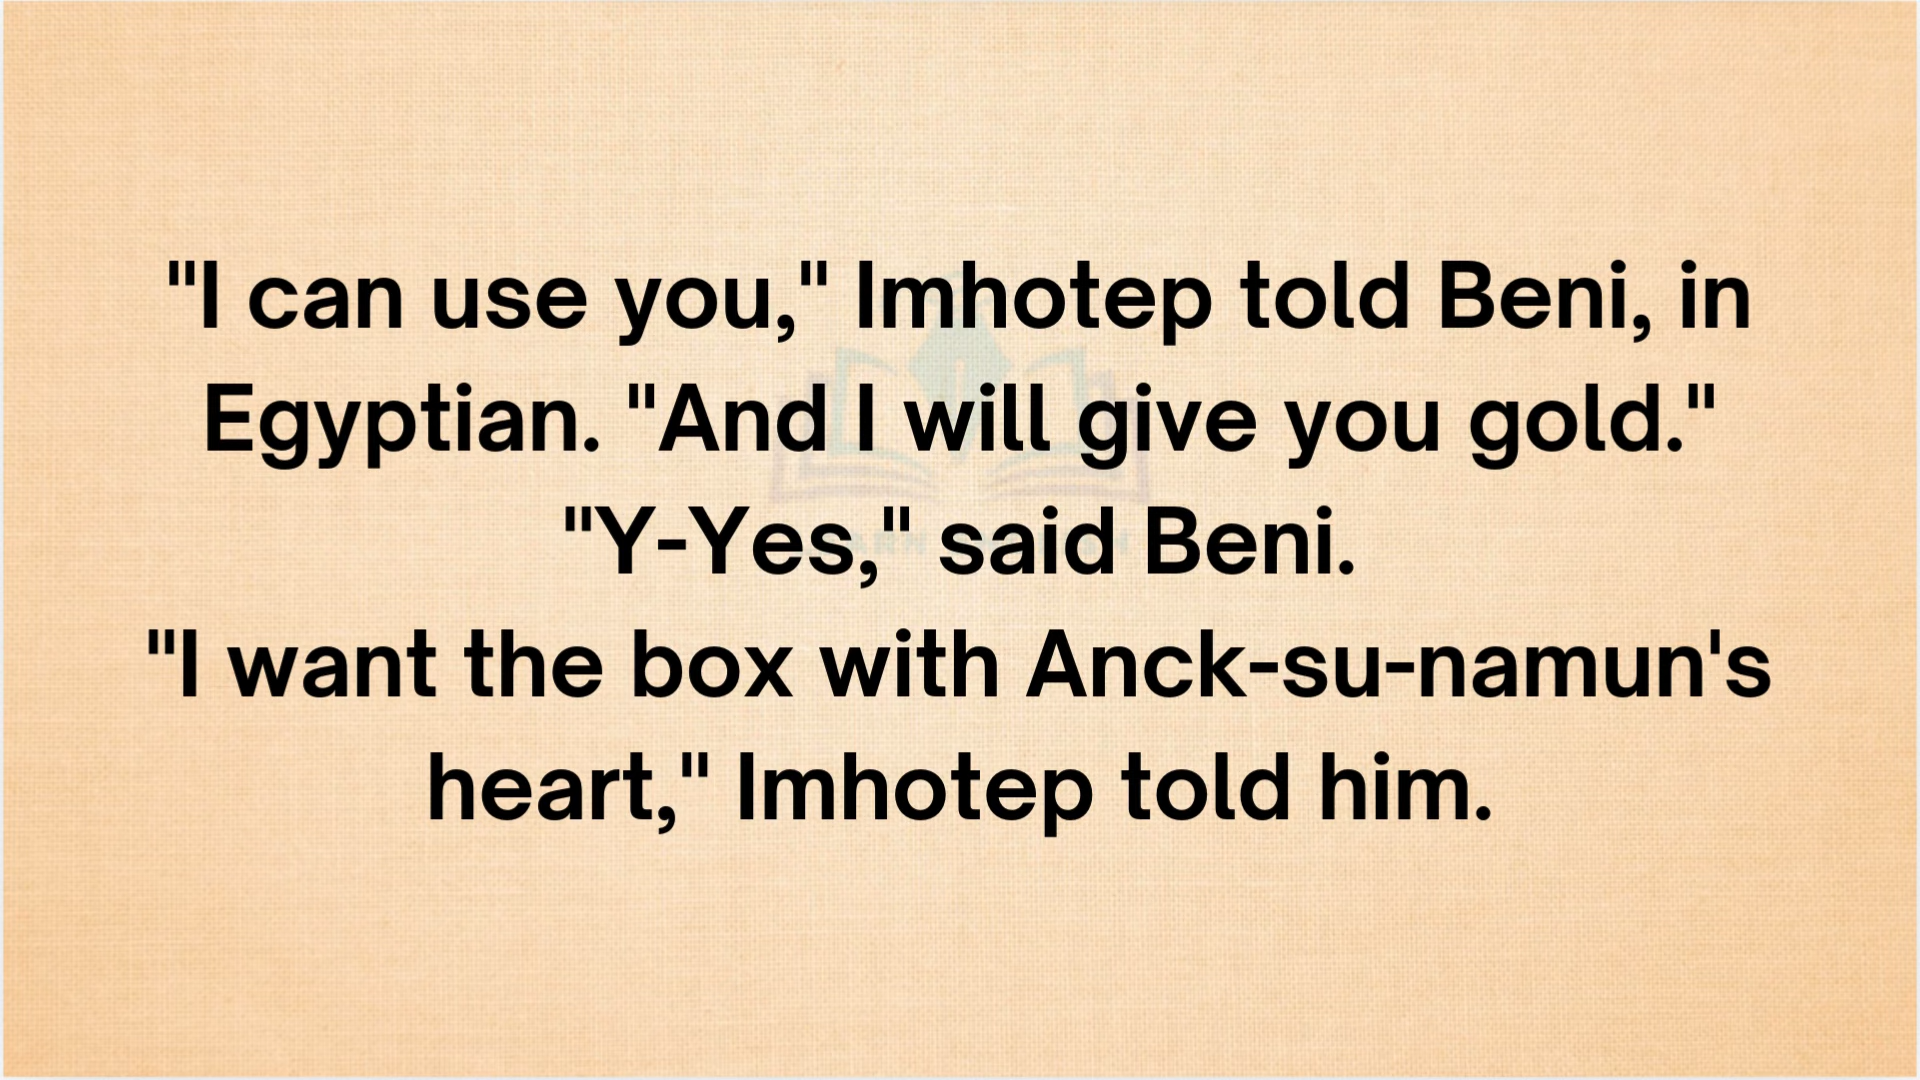 "I can use you," Imhotep told Beni, in
Egyptian. "And I will give you gold."
"Y-Yes," said Beni.
"I want the box with Anck-su-namun's
heart," Imhotep told him.